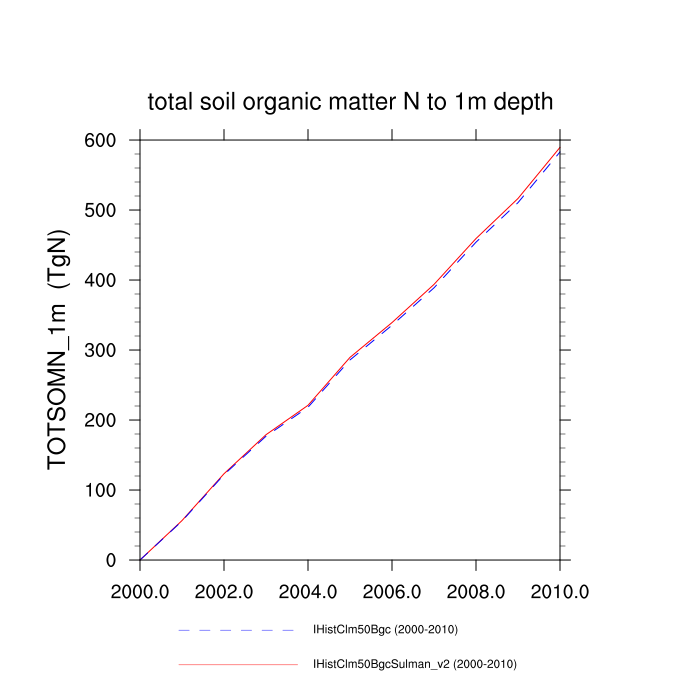 total soil organic matter N to 1m depth
TOTSOMN_1m (TgN)
600
500
400
300
200
100
0
2000.0 2002.0 2004.0 2006.0 2008.0 2010.0
IHistClm50Bgc (2000-2010)
IHistClm50BgcSulman_v2 (2000-2010)